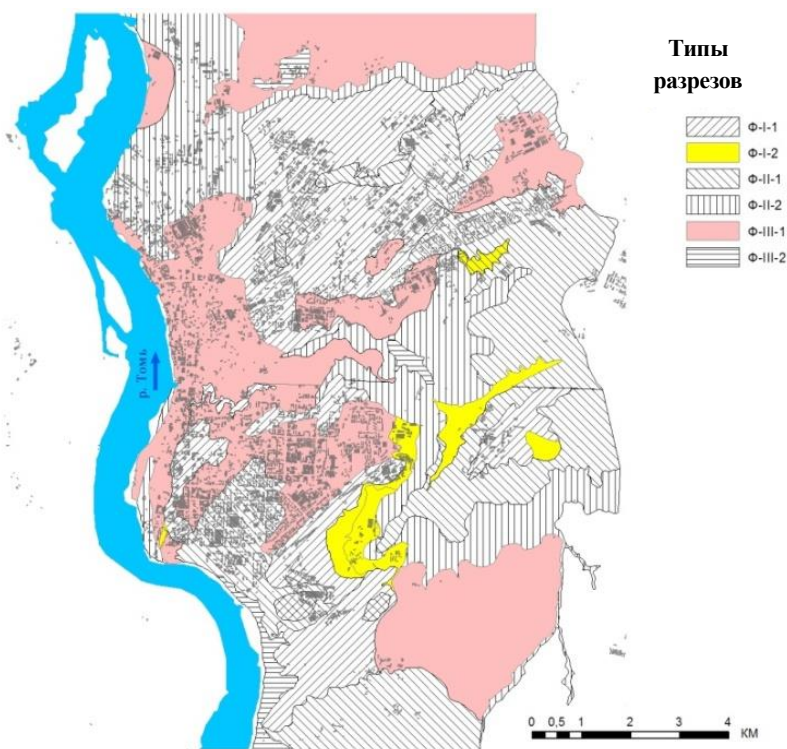 Типы
разрезов
Ф-I-1
Ф-I-2
Ф-II-1
Ф-II-2
Ф-III-1
Ф-III-2
р. Томь
0 0,5 1 2 3 4
КМ